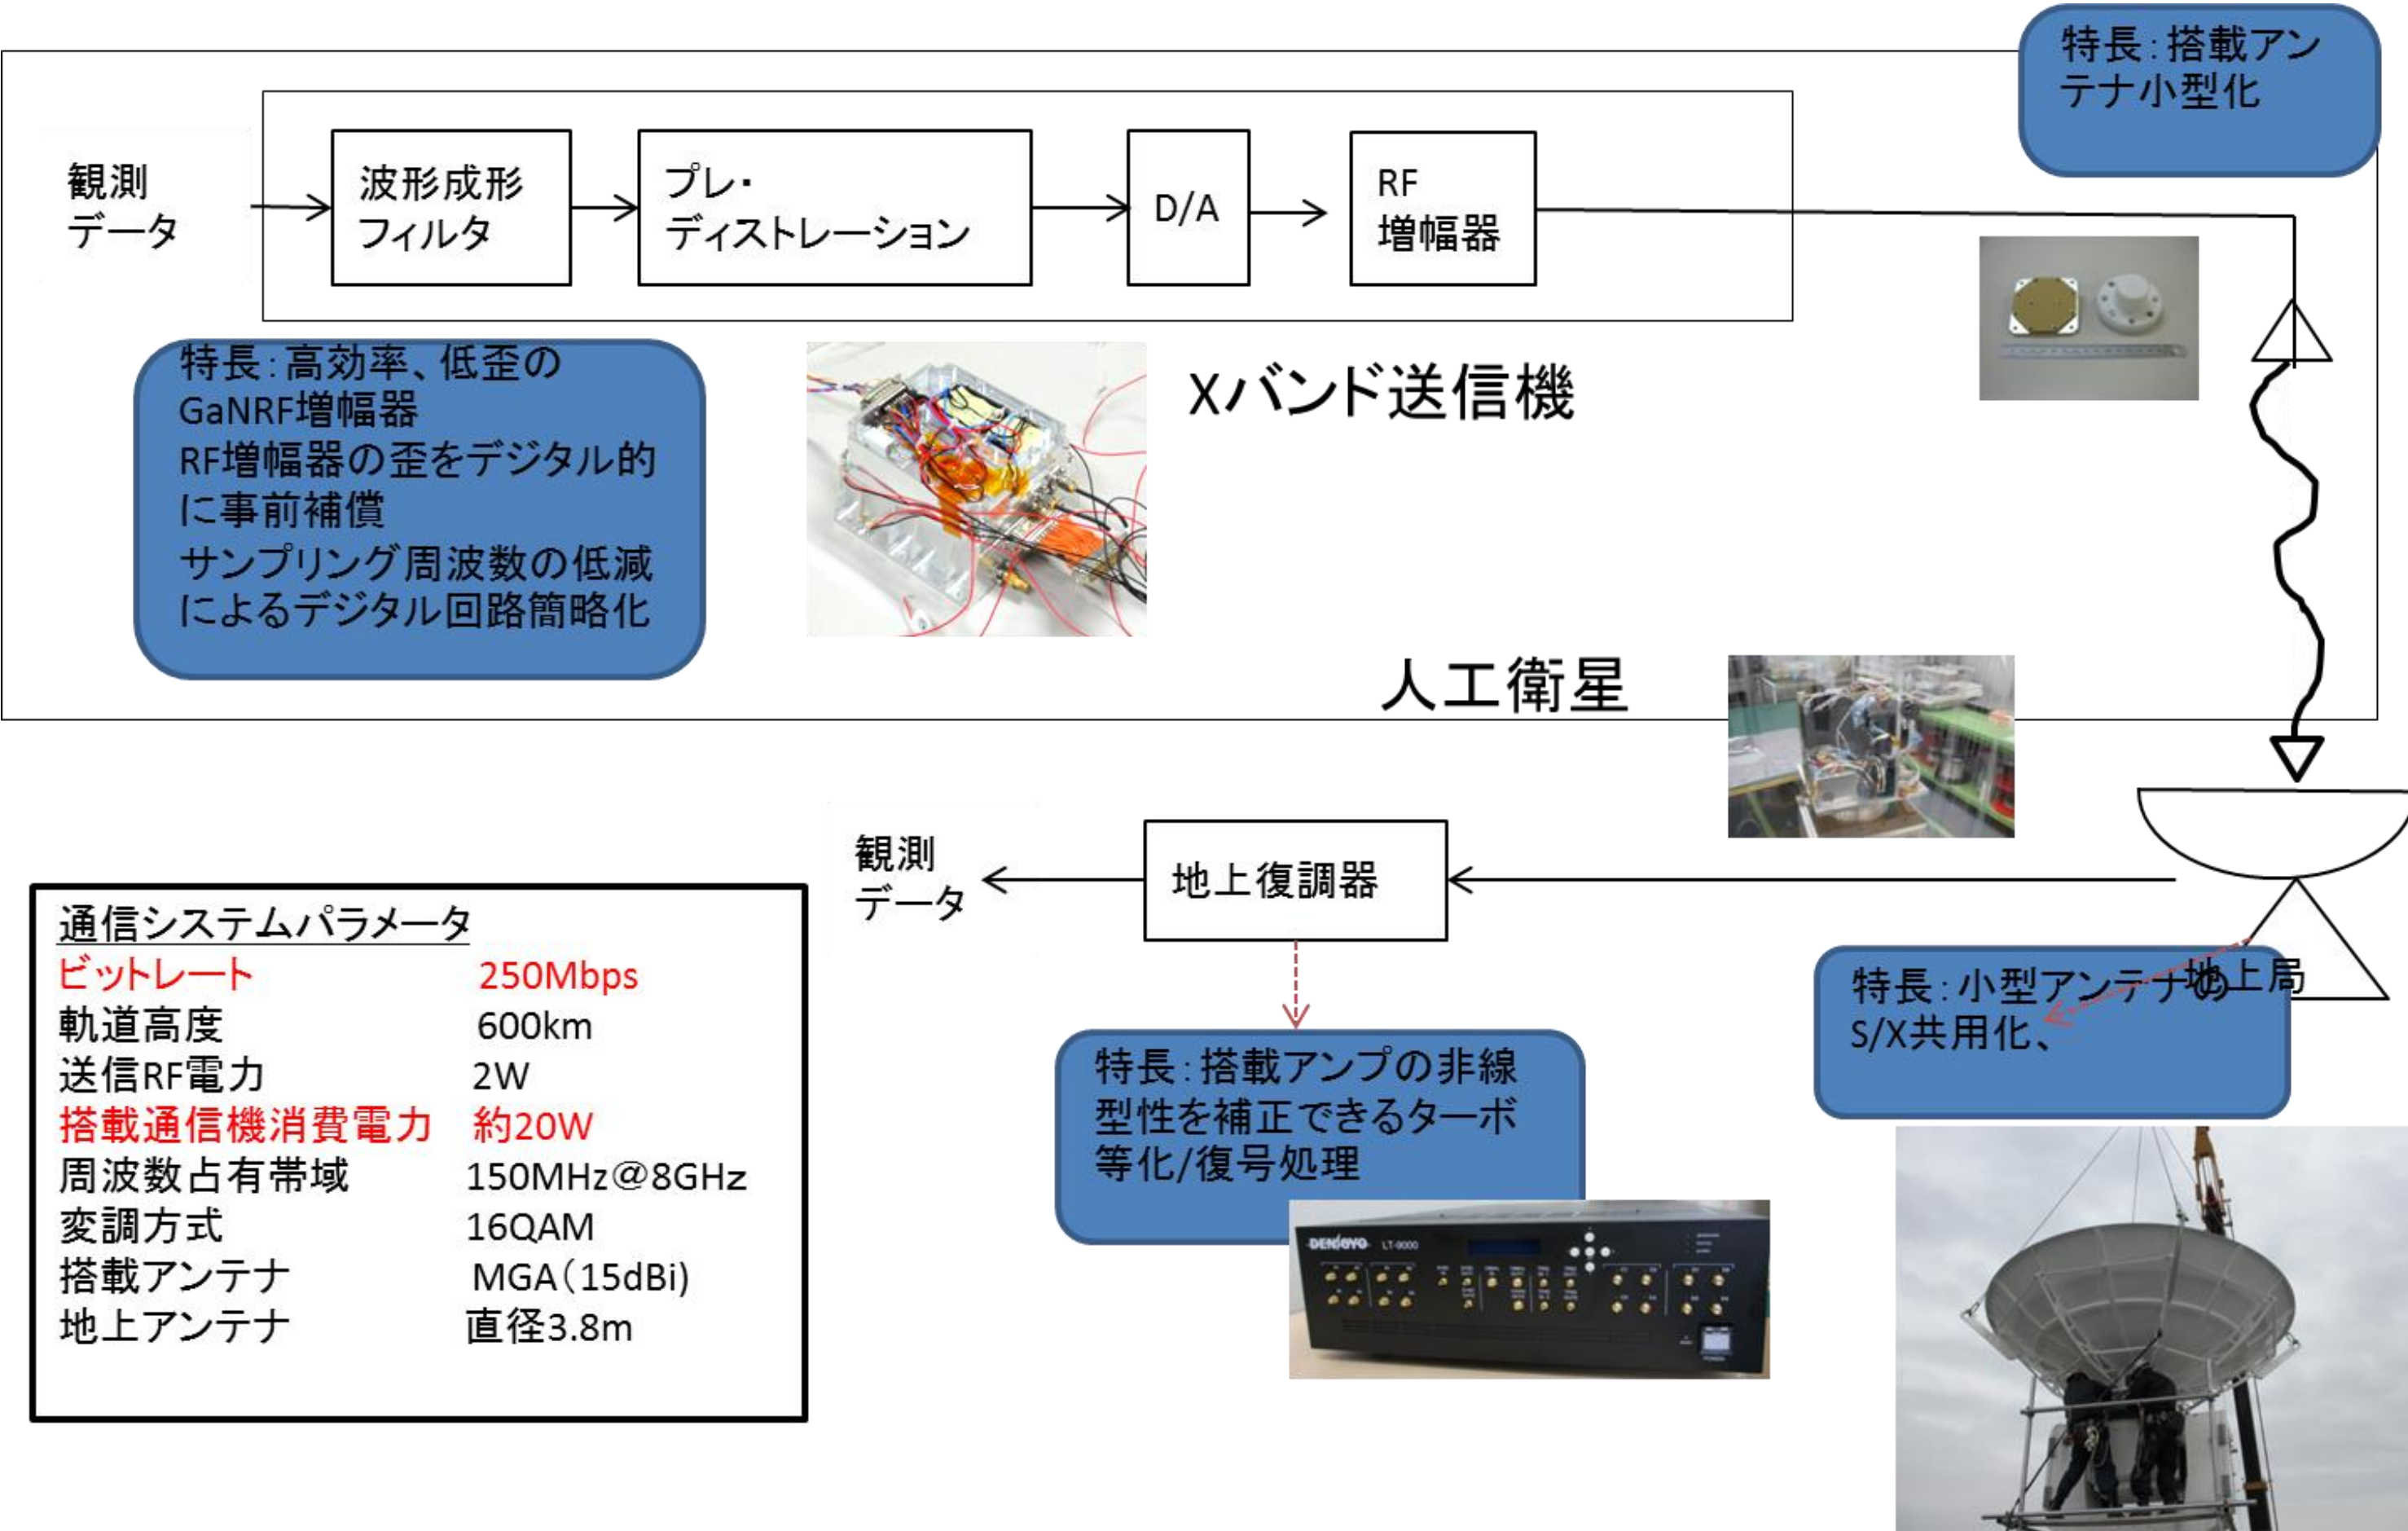 特長：搭載アン
テナ小型化
観測
データ
波形成形
フィルタ
プレ・
ディストレーション
D/A
RF
増幅器
特長：高効率、低歪の
GaNRF増幅器
RF増幅器の歪をデジタル的
に事前補償
サンプリング周波数の低減
によるデジタル回路簡略化
Xバンド送信機
人工衛星
観測
データ
地上復調器
地上局
特長：小型アンテナの
S/X共用化、
特長：搭載アンプの非線
型性を補正できるターボ
等化/復号処理
DENGYO LT-9000
POWER
通信システムパラメータ
ビットレート 250Mbps
軌道高度 600km
送信RF電力 2W
搭載通信機消費電力 約20W
周波数占有帯域 150MHz@8GHz
変調方式 16QAM
搭載アンテナ MGA（15dBi)
地上アンテナ 直径3.8m